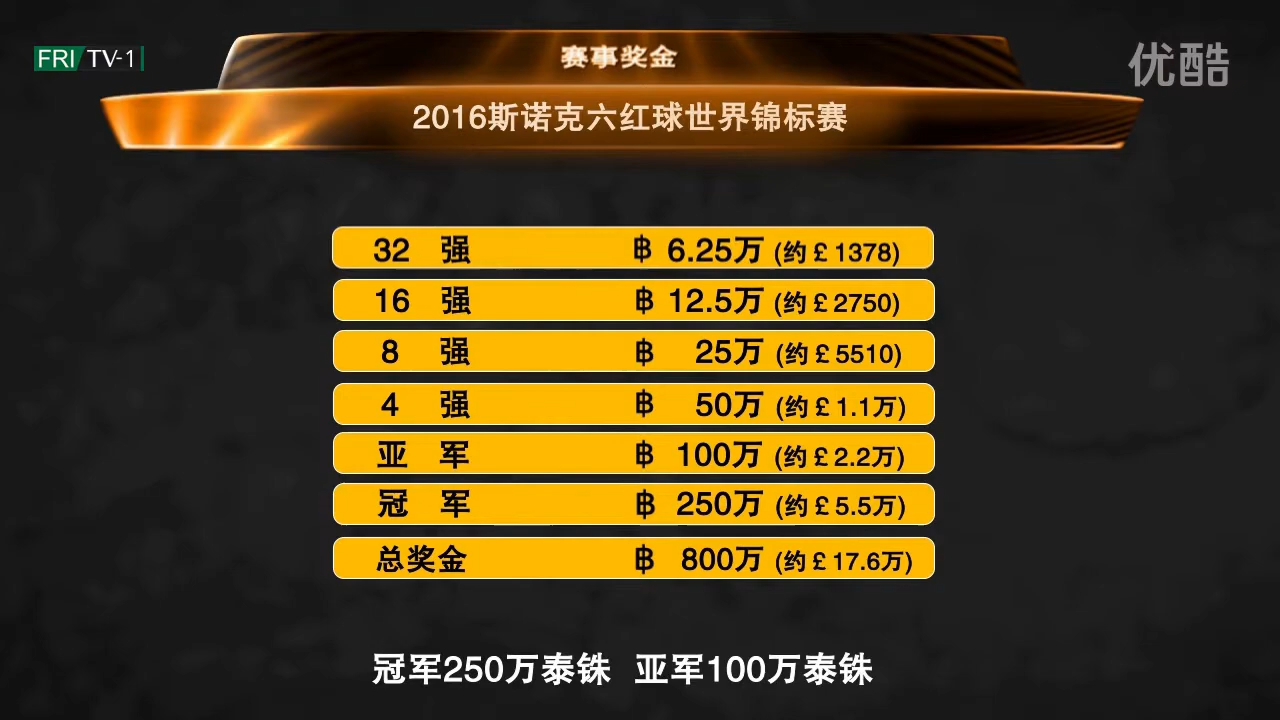 FRI TV-1
优酷
赛事奖金
2016斯诺克六红球世界锦标赛
32 强 ฿ 6.25万 (约£1378)
16 强 ฿ 12.5万 (约£2750)
8 强 ฿ 25万 (约£5510)
4 强 ฿ 50万 (约£1.1万)
亚 军 ฿ 100万 (约£2.2万)
冠 军 ฿ 250万 (约£5.5万)
总奖金 ฿ 800万 (约£17.6万)
冠军250万泰铢 亚军100万泰铢